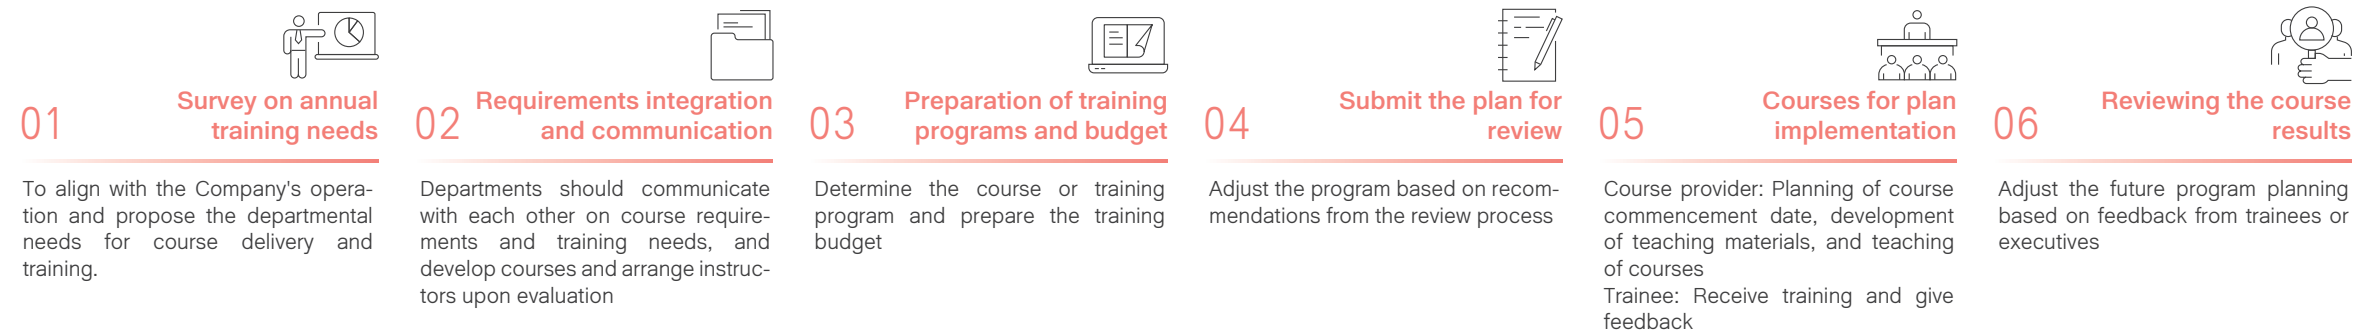 01
Survey on annual
training needs
To align with the Company's opera-
tion and propose the departmental
needs for course delivery and
training.
02
Requirements integration
and communication
Departments should communicate
with each other on course require-
ments and training needs, and
develop courses and arrange instruc-
tors upon evaluation
03
Preparation of training
programs and budget
Determine the course or training
program and prepare the training
budget
04
Submit the plan for
review
Adjust the program based on recom-
mendations from the review process
05
Courses for plan
implementation
Course provider: Planning of course
commencement date, development
of teaching materials, and teaching
of courses
Trainee: Receive training and give
feedback
06
Reviewing the course
results
Adjust the future program planning
based on feedback from trainees or
executives